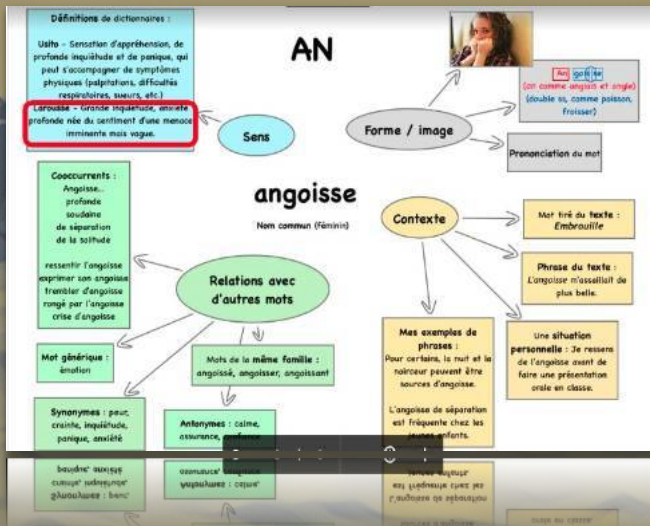 Définitions de dictionnaires :
Usito – Sensation d'appréhension, de
profonde inquiétude et de panique, qui
peut s'accompagner de symptômes
physiques (palpitations, difficultés
respiratoires, sueurs, etc.)
Larousse – Grande inquiétude, anxiété
profonde née du sentiment d'une menace
imminente mais vague.
Sens
AN
Forme / image
An goi sse
(an comme anglais et angle)
(double ss, comme poisson,
froisser)
Prononciation du mot
angoisse
Nom commun (féminin)
Cooccurrents :
Angoisse...
profonde
soudaine
de séparation
de la solitude
ressentir l'angoisse
exprimer son angoisse
trembler d'angoisse
rongé par l'angoisse
crise d'angoisse
Relations avec
d'autres mots
Mot générique :
émotion
Mots de la même famille :
angoissé, angoisser, angoissant
Synonymes : peur,
crainte, inquiétude,
panique, anxiété
Antonymes : calme,
assurance, confiance
Contexte
Mot tiré du texte :
Embrouille
Phrase du texte :
L'angoisse m'assaillait de
plus belle.
Mes exemples de
phrases :
Pour certains, la nuit et la
noirceur peuvent être
sources d'angoisse.
L'angoisse de séparation
est fréquente chez les
jeunes enfants.
Une situation
personnelle : Je ressens
de l'angoisse avant de
faire une présentation
orale en classe.